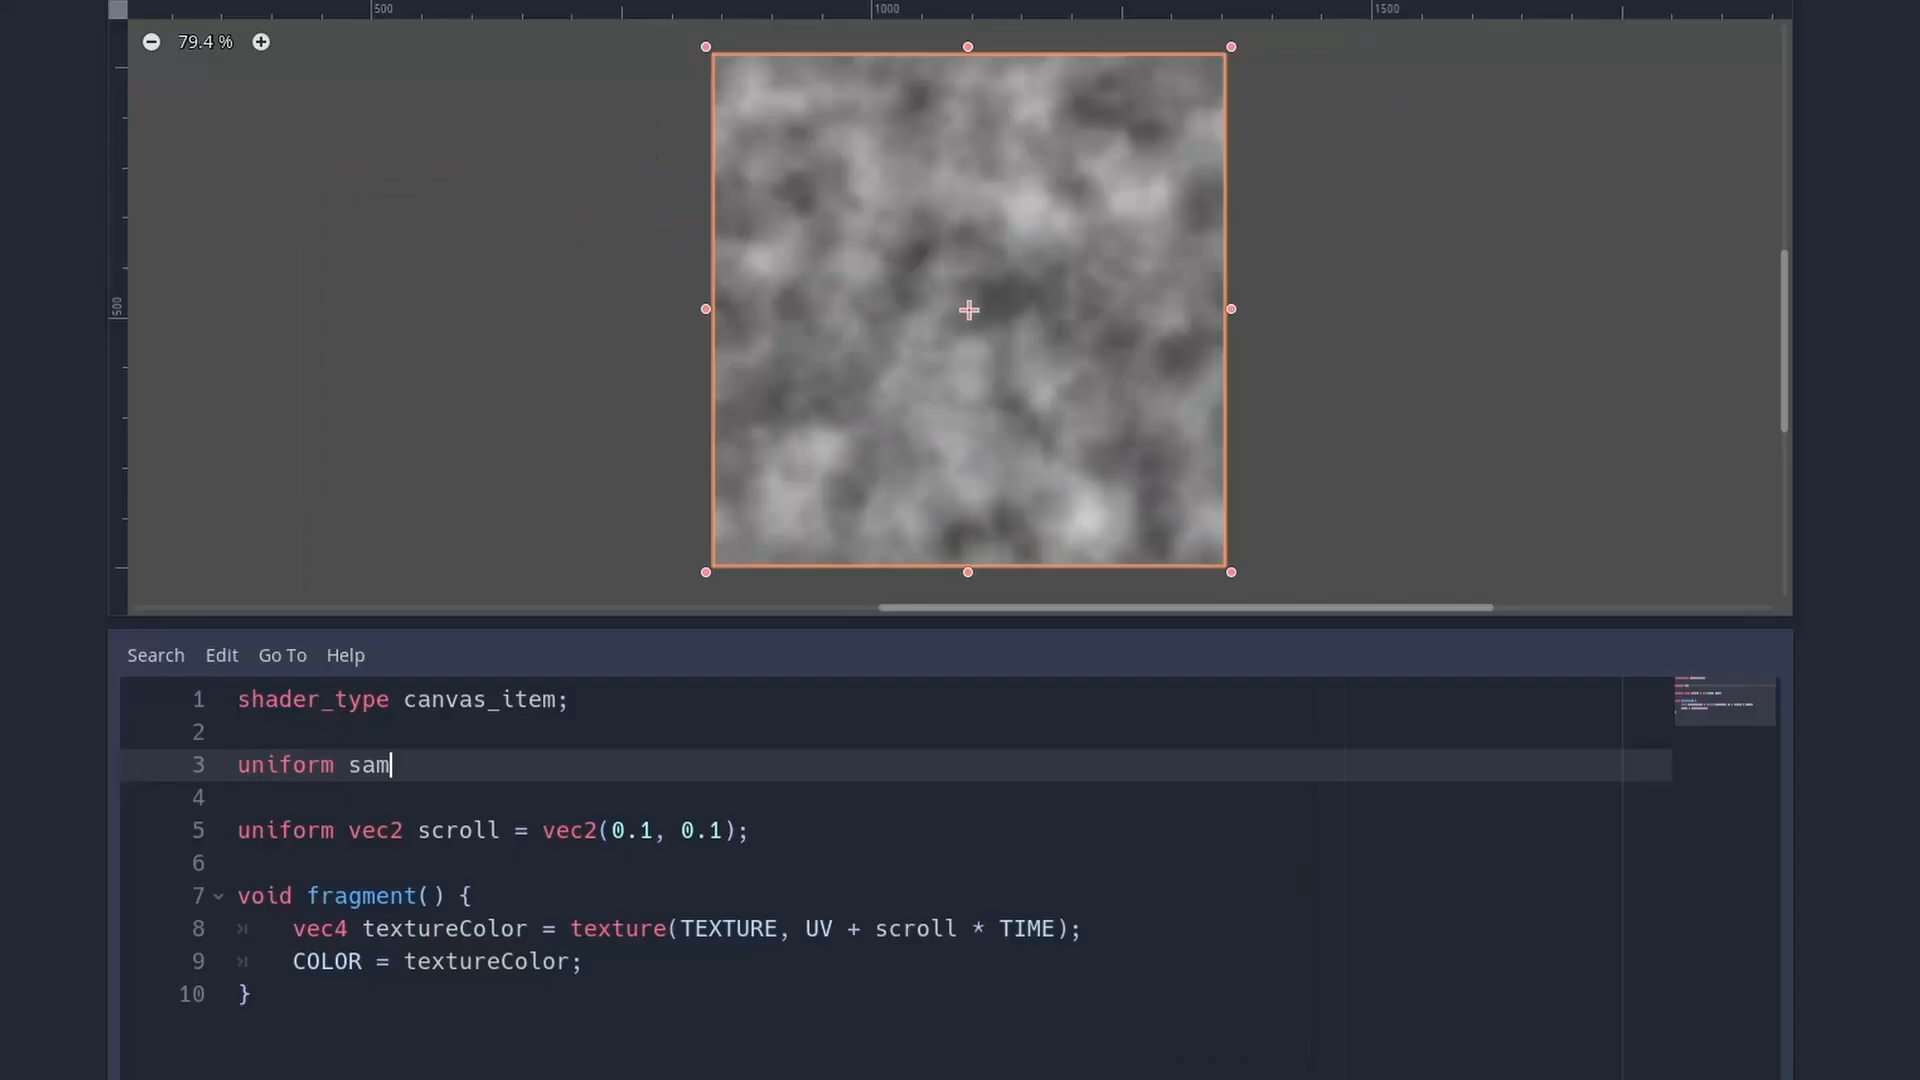 500 1000 1500
79.4 %
500
Search Edit Go To Help
1 shader_type canvas_item;
2
3 uniform sam
4
5 uniform vec2 scroll = vec2(0.1, 0.1);
6
7 void fragment() {
8 vec4 textureColor = texture(TEXTURE, UV + scroll * TIME);
9 COLOR = textureColor;
10 }